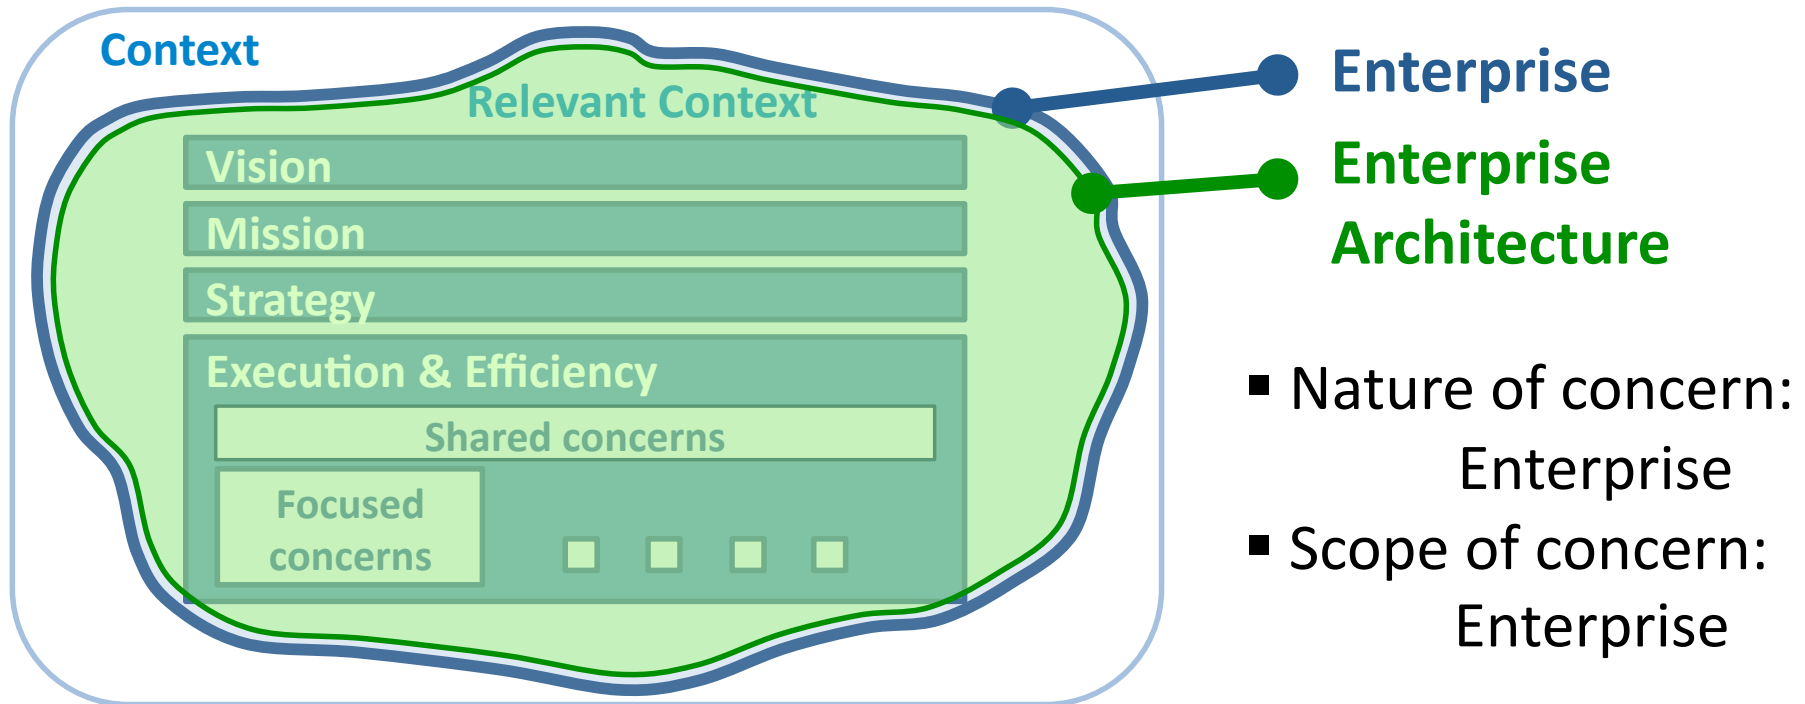 Context
Relevant Context
Vision
Mission
Strategy
Execution & Efficiency
Shared concerns
Focused
concerns
Enterprise
Enterprise
Architecture
▪ Nature of concern:
Enterprise
▪ Scope of concern:
Enterprise